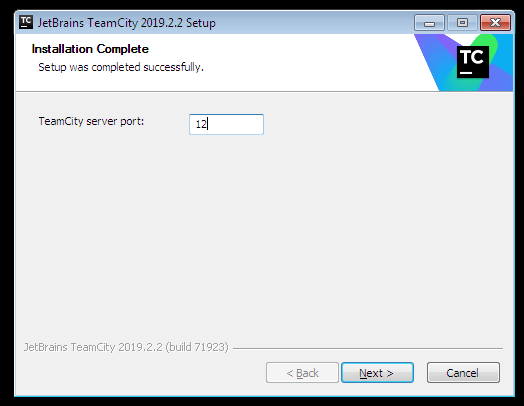 TC JetBrains TeamCity 2019.2.2 Setup
Installation Complete
Setup was completed successfully.
TC
TeamCity server port: 12
JetBrains TeamCity 2019.2.2 (build 71923)
< Back Next > Cancel